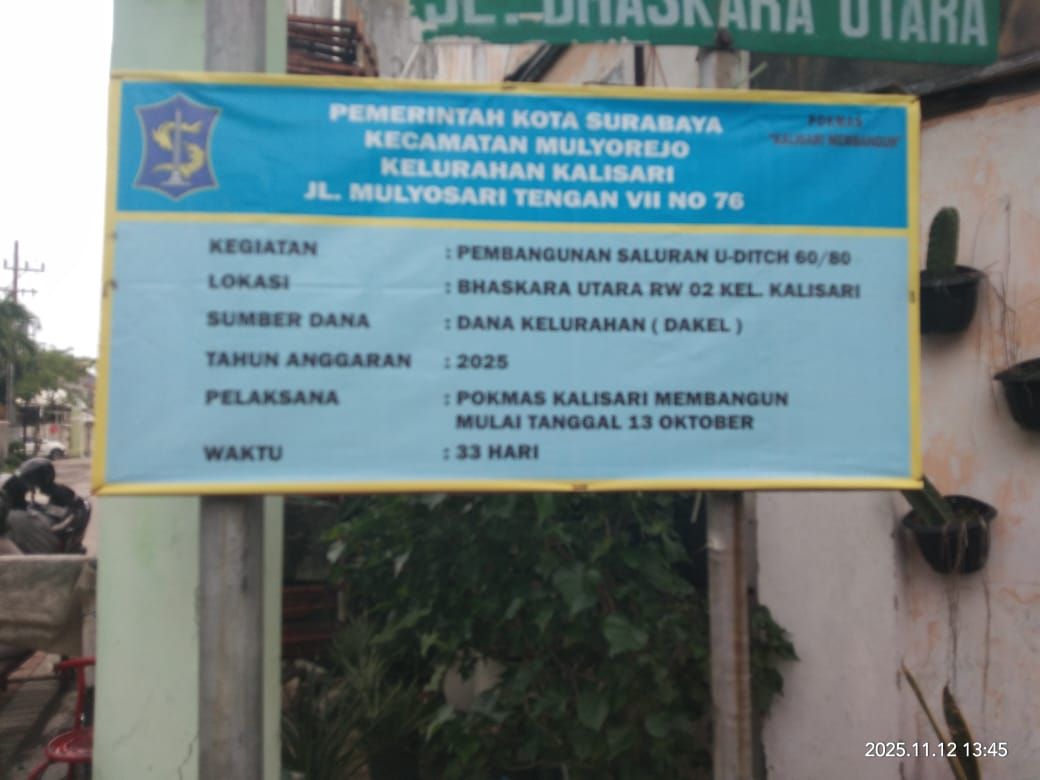 JL. BHASKARA UTARA
PEMERINTAH KOTA SURABAYA
KECAMATAN MULYOREJO
KELURAHAN KALISARI
JL. MULYOSARI TENGAN VII NO 76
POKMAS
"KALISARI MEMBANGUN"
KEGIATAN : PEMBANGUNAN SALURAN U-DITCH 60/80
LOKASI : BHASKARA UTARA RW 02 KEL. KALISARI
SUMBER DANA : DANA KELURAHAN ( DAKEL )
TAHUN ANGGARAN : 2025
PELAKSANA : POKMAS KALISARI MEMBANGUN
MULAI TANGGAL 13 OKTOBER
WAKTU : 33 HARI
2025.11.12 13:45